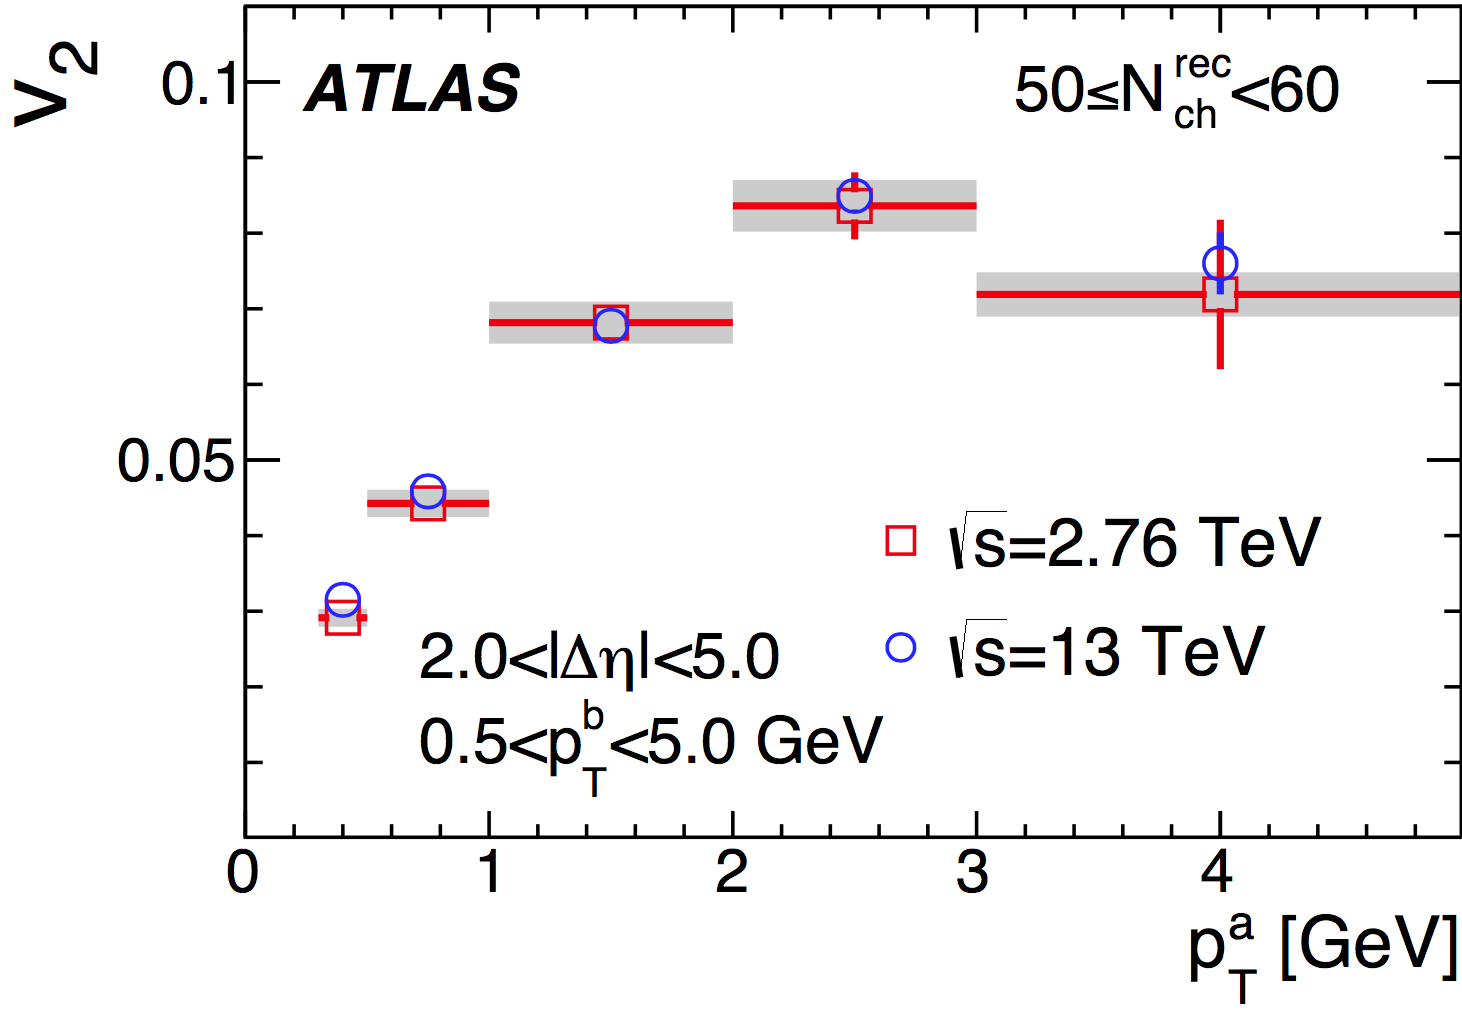 v2
0.1
ATLAS
50≤N rec ch <60
0.05
√s=2.76 TeV
√s=13 TeV
2.0<|Δη|<5.0
0.5<p b T <5.0 GeV
0 1 2 3 4
p a T [GeV]